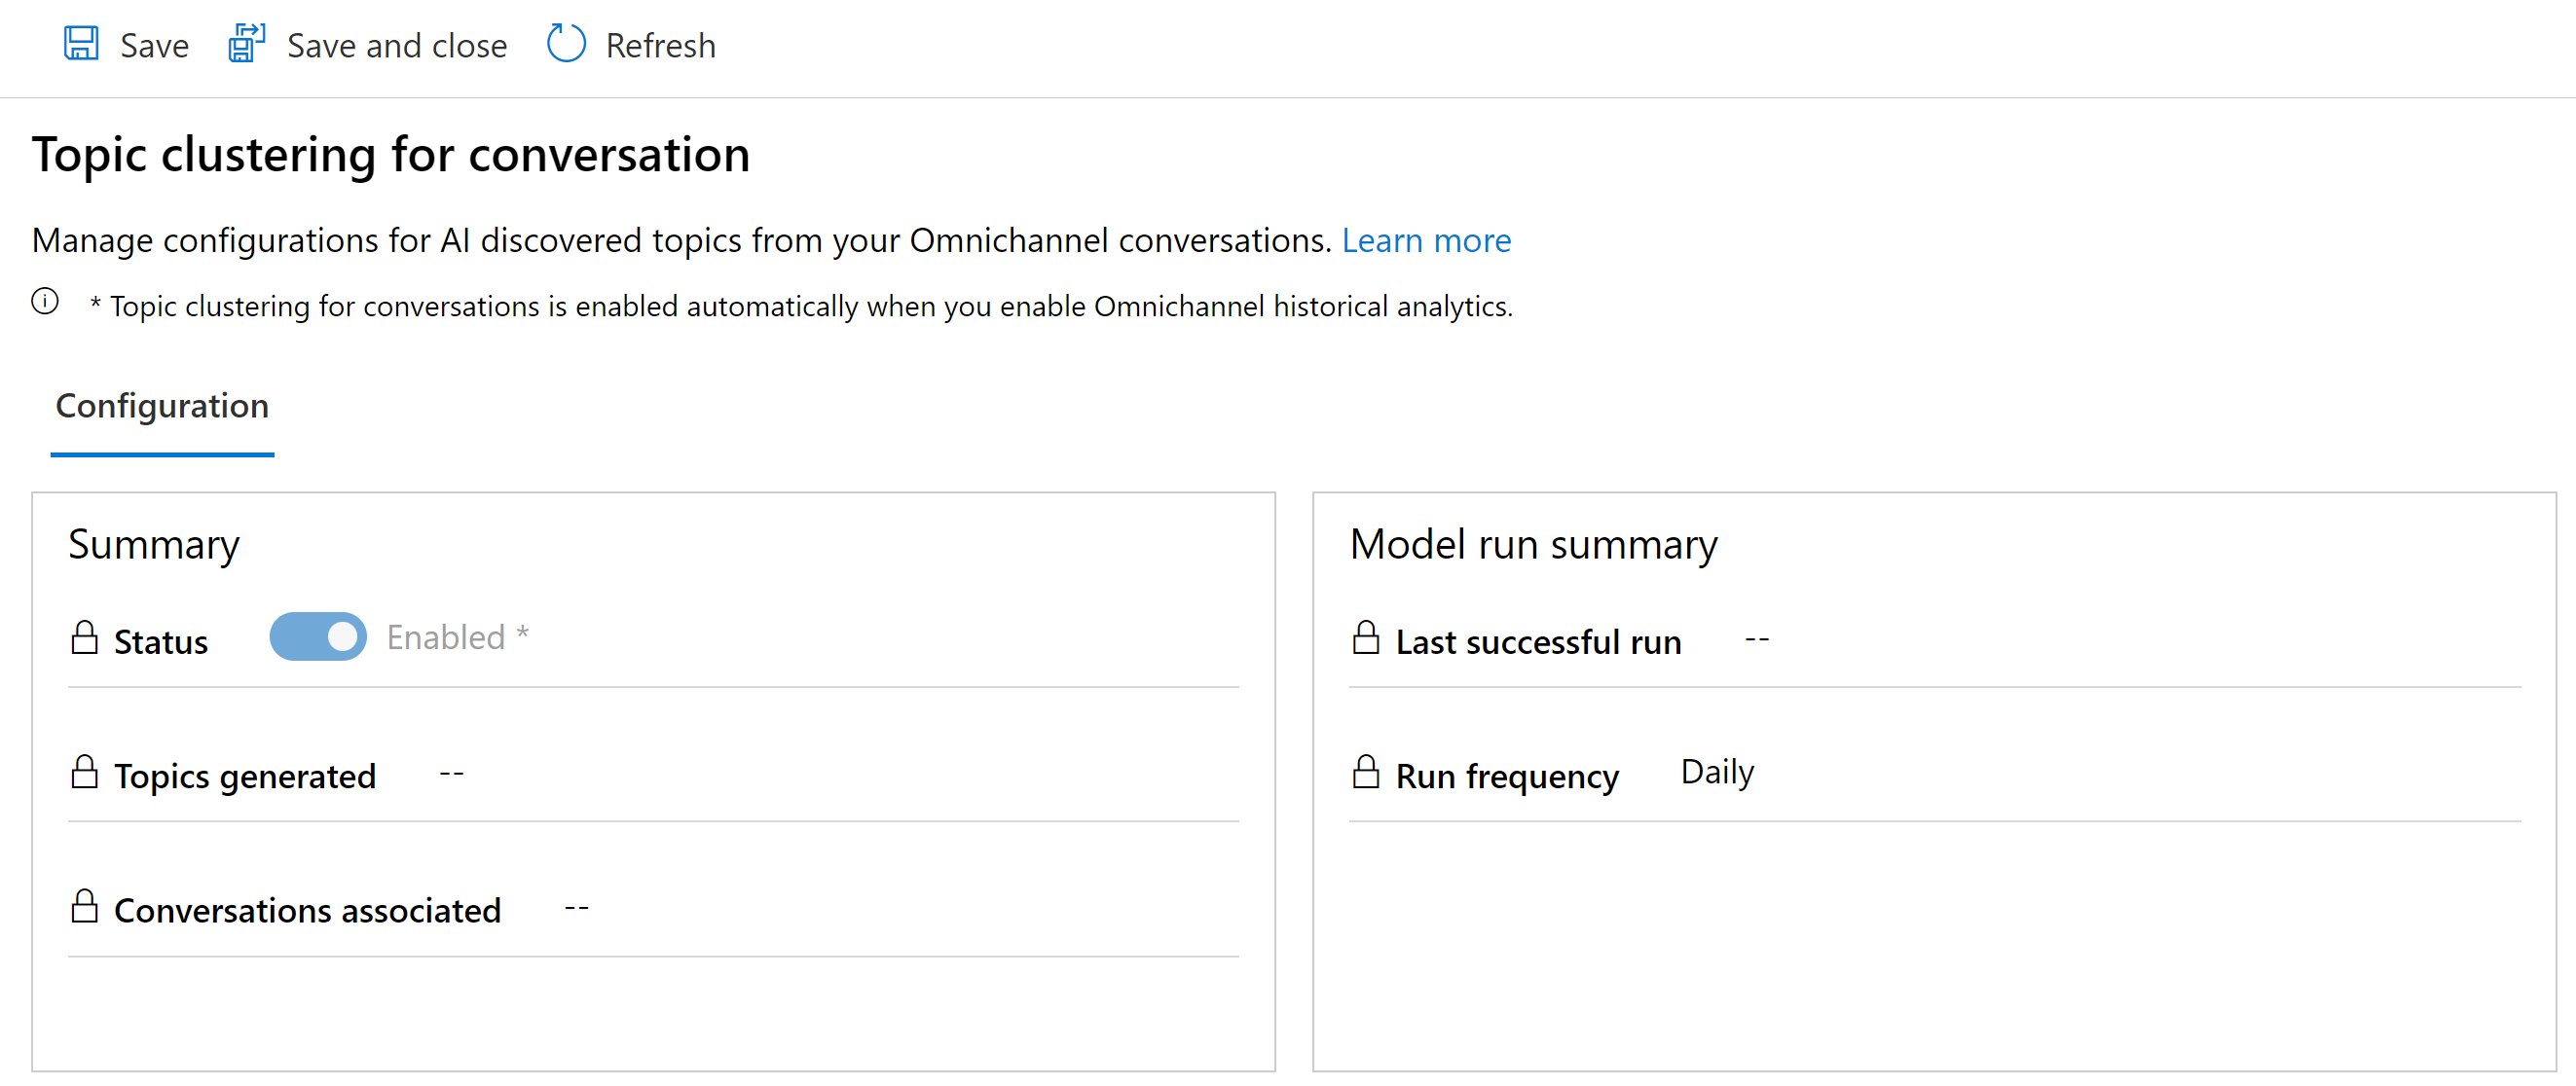 Save Save and close Refresh
Topic clustering for conversation
Manage configurations for AI discovered topics from your Omnichannel conversations. Learn more
* Topic clustering for conversations is enabled automatically when you enable Omnichannel historical analytics.
Configuration
Summary
Status Enabled *
Topics generated --
Conversations associated --
Model run summary
Last successful run --
Run frequency Daily